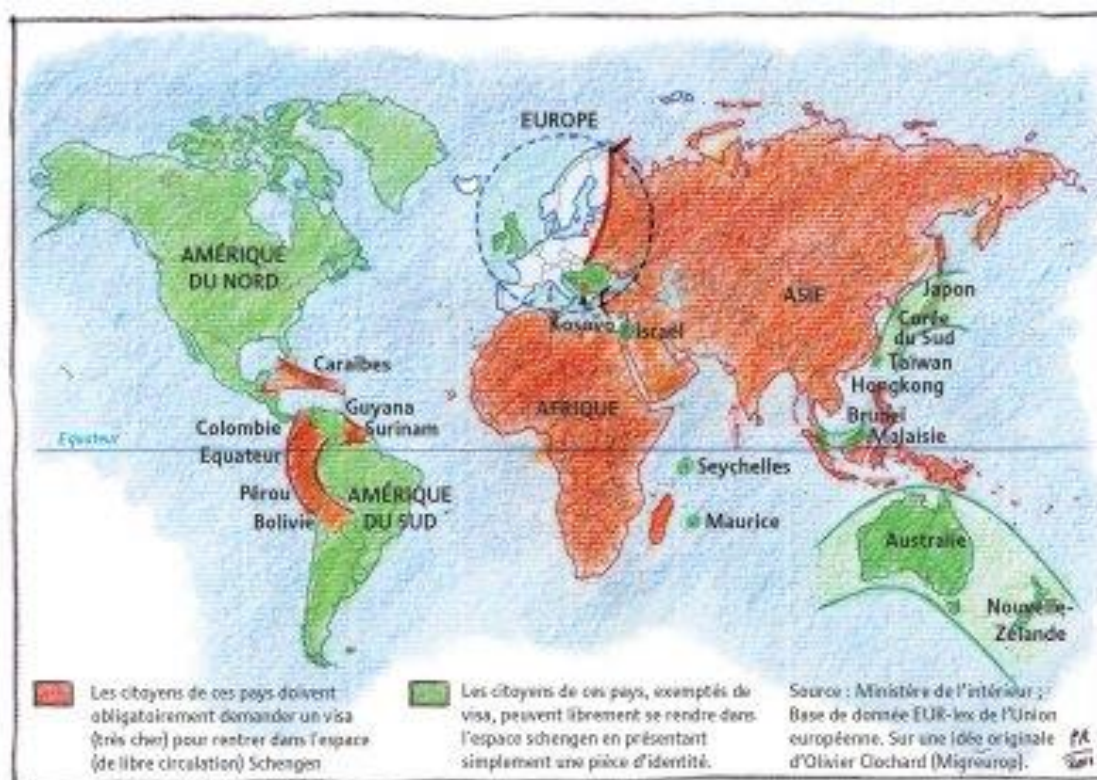 EUROPE
AMÉRIQUE
DU NORD
ASIE
Japon
Corée
du Sud
Taïwan
Hongkong
Kosovo
Israël
Caraïbes
Guyana
Surinam
AFRIQUE
Brunei
Malaisie
Colombie
Equateur
Equateur
Seychelles
Pérou
AMÉRIQUE
DU SUD
Bolivie
Maurice
Australie
Nouvelle-
Zélande
Les citoyens de ces pays doivent
obligatoirement demander un visa
(très cher) pour rentrer dans l'espace
(de libre circulation) Schengen
Les citoyens de ces pays, exemptés de
visa, peuvent librement se rendre dans
l'espace schengen en présentant
simplement une pièce d'identité.
Source : Ministère de l'intérieur ;
Base de donnée EUR-lex de l'Union
européenne. Sur une idée originale
d'Olivier Clochard (Migreurop).
PR